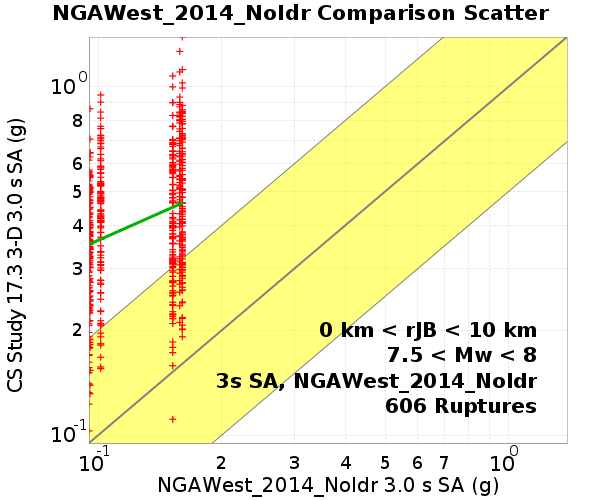 NGAWest_2014_NoIdr Comparison Scatter
CS Study 17.3 3-D 3.0 s SA (g)
10^0
8
6
5
4
3
2
10^-1
0 km < rJB < 10 km
7.5 < Mw < 8
3s SA, NGAWest_2014_NoIdr
606 Ruptures
10^-1 2 3 4 5 6 7 10^0
NGAWest_2014_NoIdr 3.0 s SA (g)